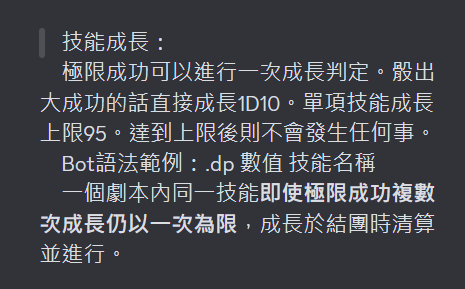 技能成長：
極限成功可以進行一次成長判定。骰出
大成功的話直接成長1D10。單項技能成長
上限95。達到上限後則不會發生任何事。
Bot語法範例：.dp 數值 技能名稱
一個劇本內同一技能即使極限成功複數
次成長仍以一次為限，成長於結團時清算
並進行。